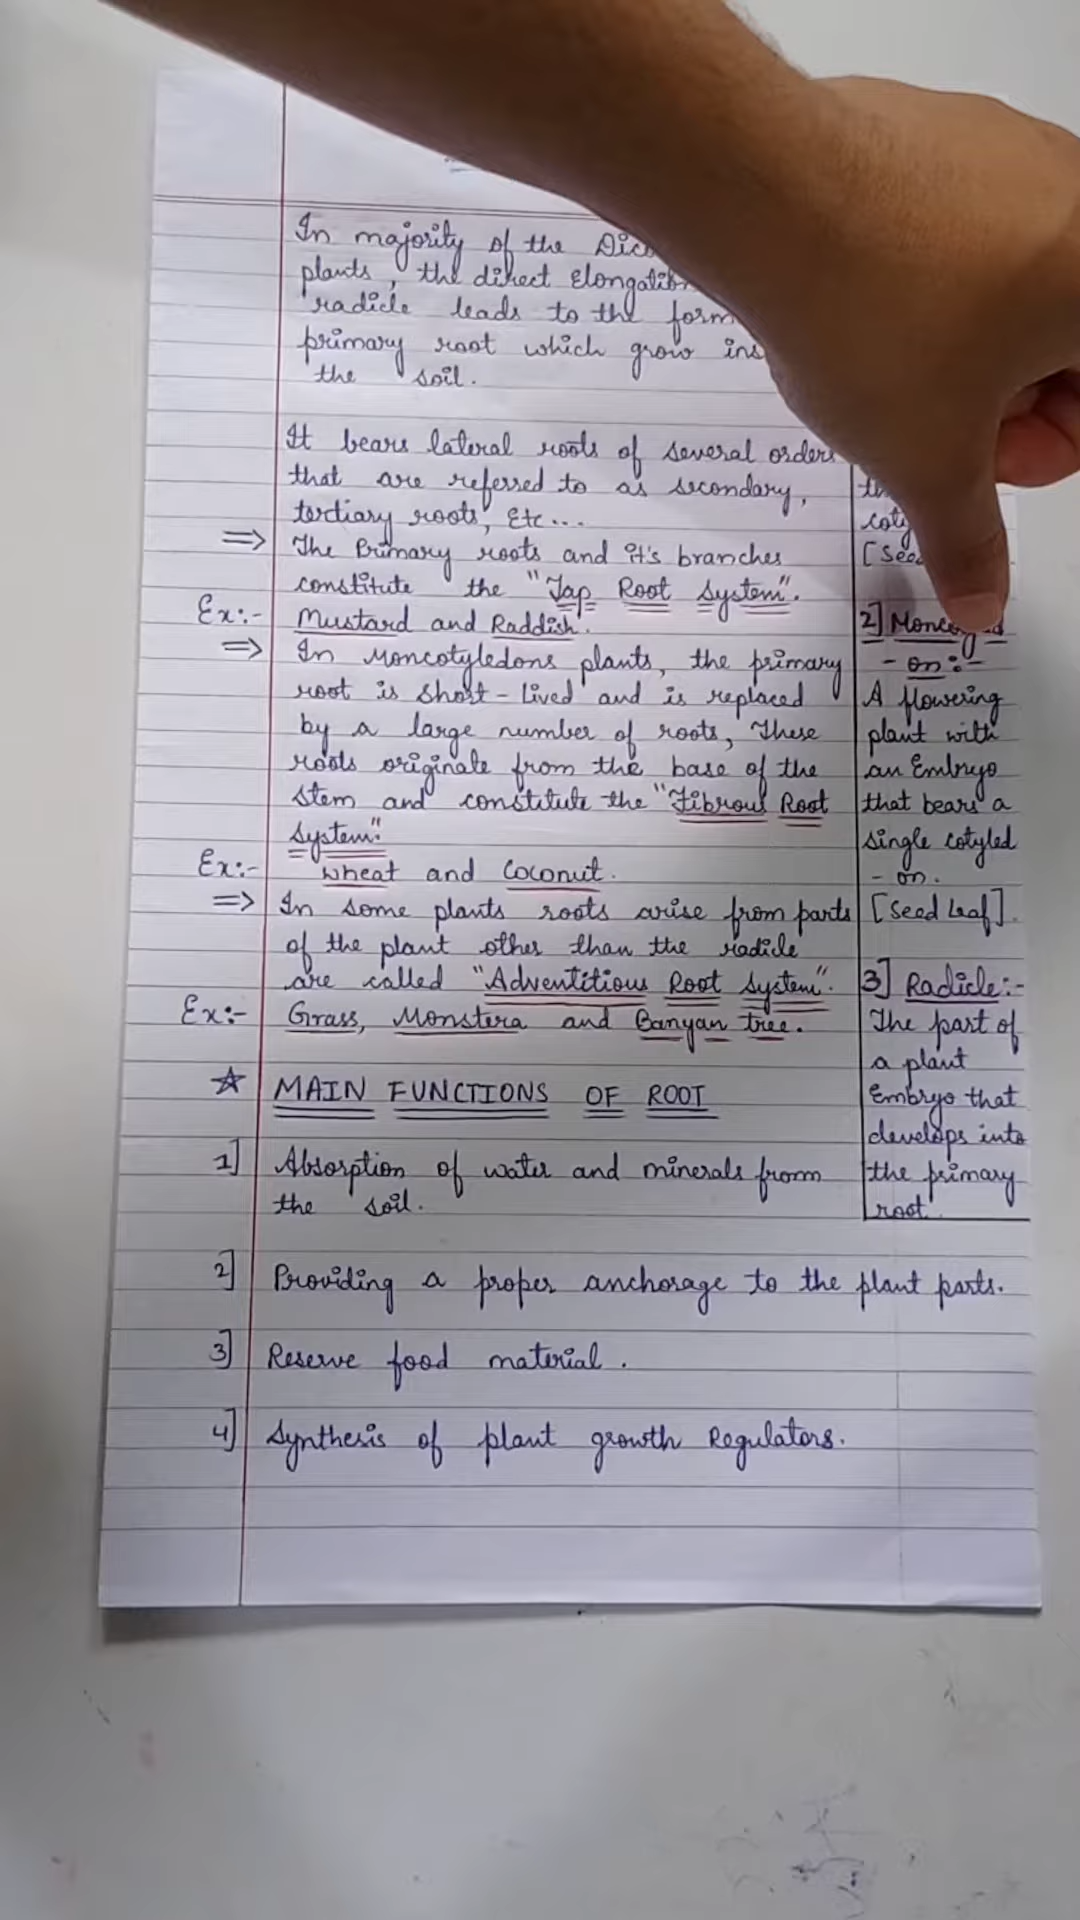 In majority of the
plants, the direct Elongation
radicle leads to the
primary root which grow
the soil.
It bears lateral roots of several orders
that are referred to as secondary,
tertiary roots, Etc...
⇒ The Primary roots and it's branches
constitute the "Tap Root System".
Ex:- Mustard and Raddish.
⇒ In Moncotyledons plants, the primary
root is short-lived and is replaced
by a large number of roots, These
roots originate from the base of the
stem and constitute the "Fibrous Root
System".
Ex:- Wheat and Coconut.
⇒ In some plants roots arise from parts
of the plant other than the radicle
are called "Adventitious Root System".
Ex:- Grass, Monstera and Banyan tree.
☆ MAIN FUNCTIONS OF ROOT
1] Absorption of water and minerals from
the soil.
2] Providing a proper anchorage to the plant parts.
3] Reserve food material.
4] Synthesis of plant growth Regulators.
2]
- on:-
A flowering
plant with
an Embryo
that bears a
single cotyled
- on.
[Seed Leaf].
3] Radicle:-
The part of
a plant
Embryo that
develops into
the primary
root.